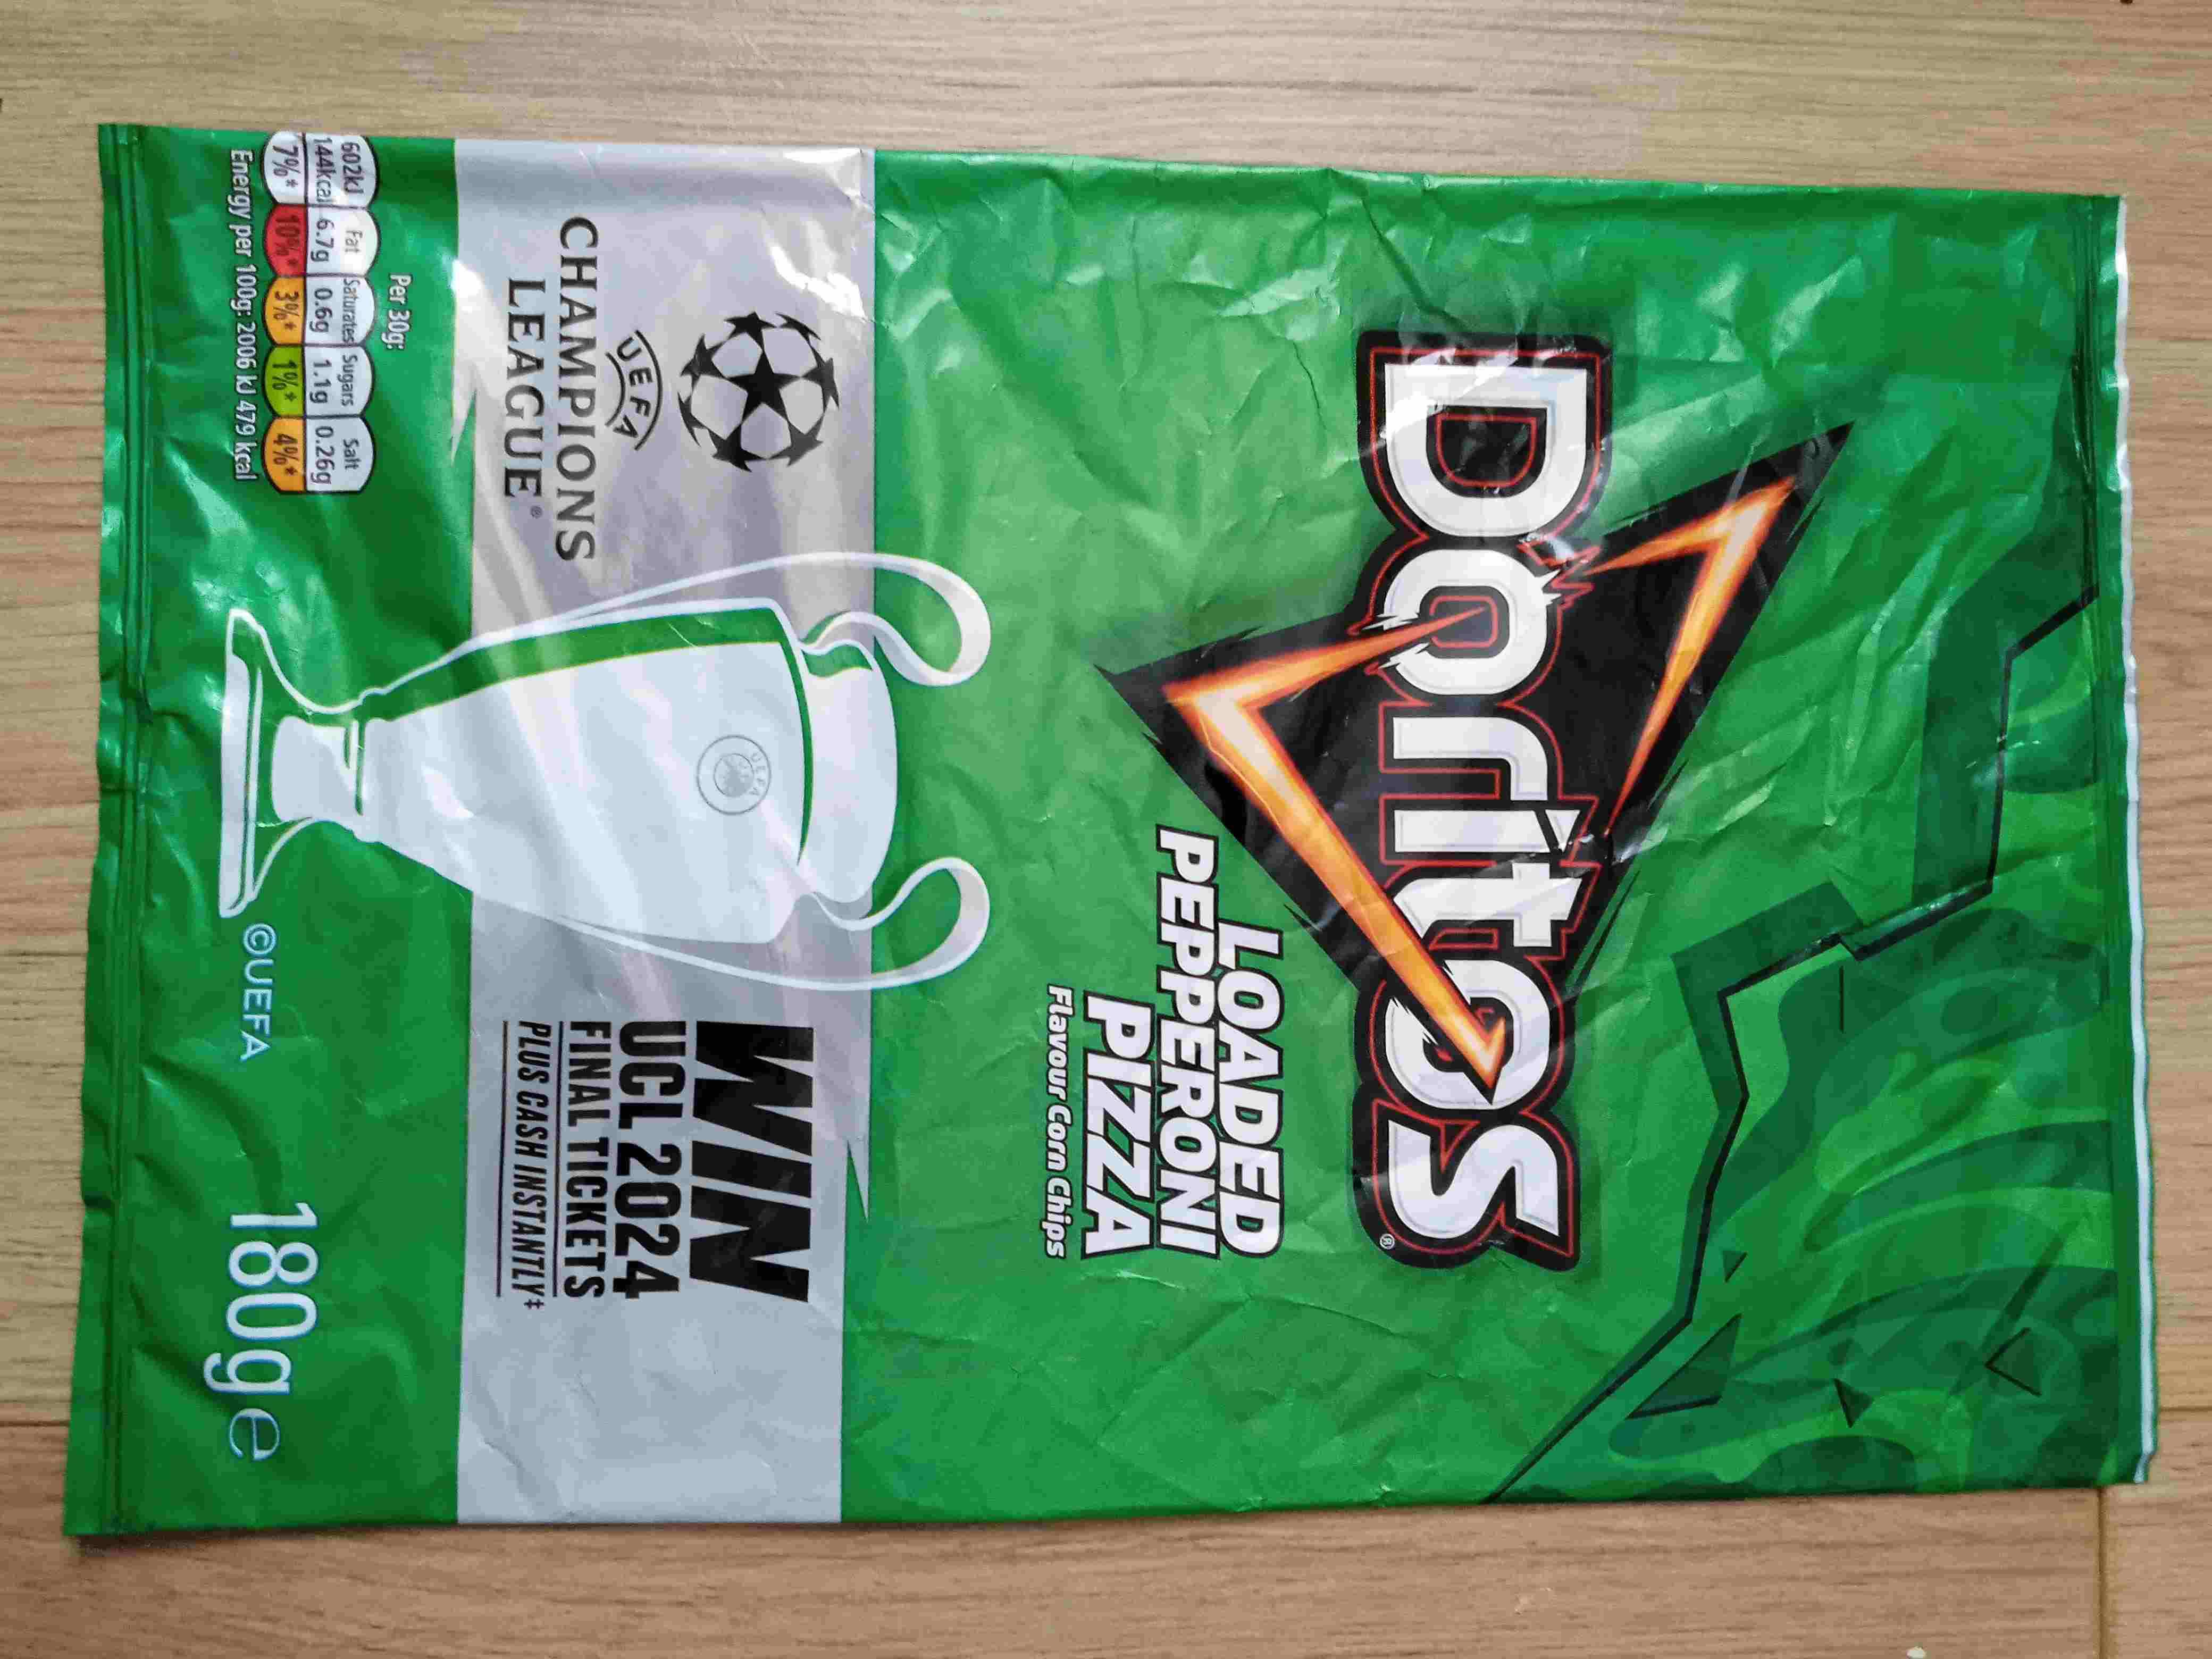 Doritos®
LOADED
PEPPERONI
PIZZA
Flavour Corn Chips
UEFA
CHAMPIONS
LEAGUE®
UEFA
WIN
UCL 2024
FINAL TICKETS
PLUS CASH INSTANTLY‡
Per 30g:
602kJ Fat Saturates Sugars Salt
144kcal 6.7g 0.6g 1.1g 0.26g
7%* 10%* 3%* 1%* 4%*
Energy per 100g: 2006 kJ 479 kcal
©UEFA
180g e